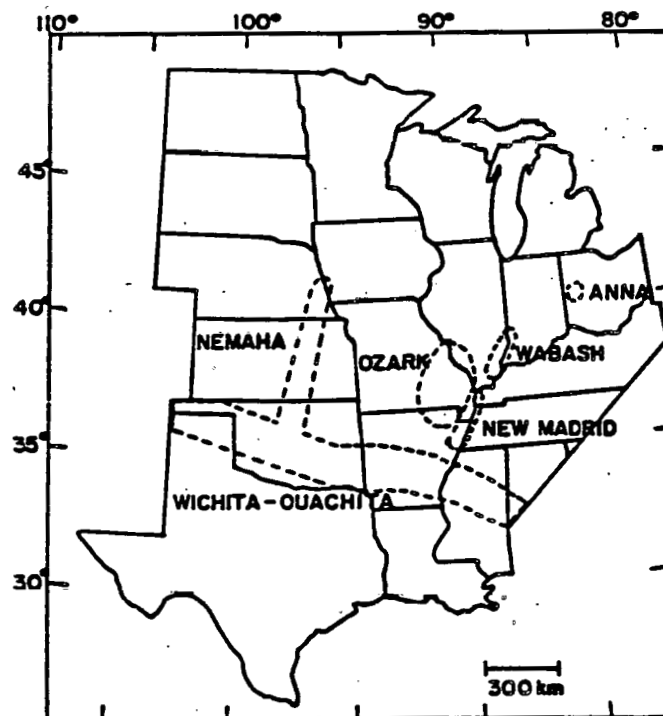 110° 100° 90° 80°
45°
40°
35°
30°
ANNA
NEMAHA
OZARK
WABASH
NEW MADRID
WICHITA-OUACHITA
300 km